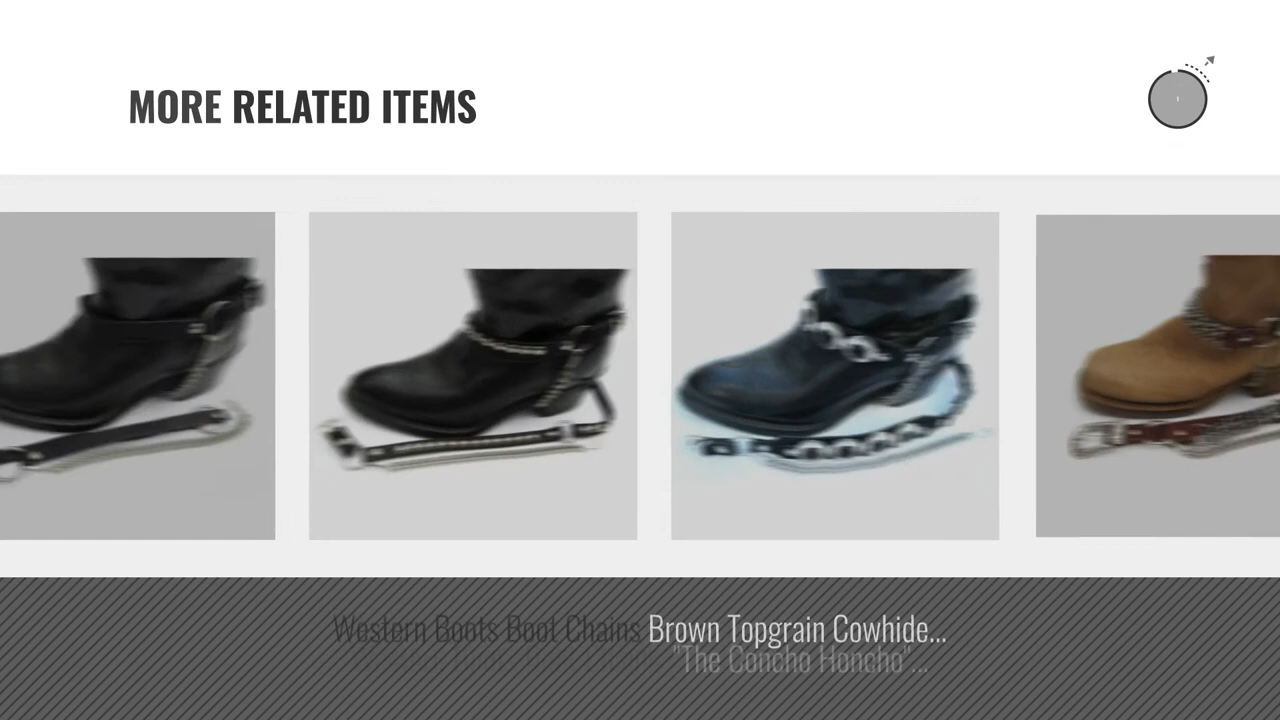 MORE RELATED ITEMS
Western Boots Boot Chains Brown Topgrain Cowhide...
"The Concho Honcho"...